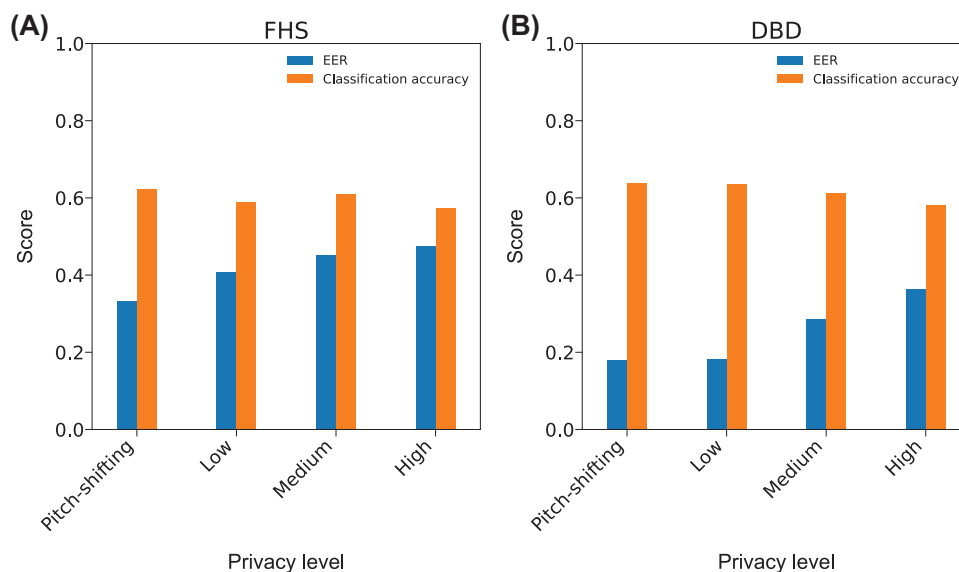 (A)
FHS
EER
Classification accuracy
1.0
0.8
0.6
0.4
0.2
0.0
Score
Pitch-shifting
Low
Medium
High
Privacy level
(B)
DBD
EER
Classification accuracy
1.0
0.8
0.6
0.4
0.2
0.0
Score
Pitch-shifting
Low
Medium
High
Privacy level